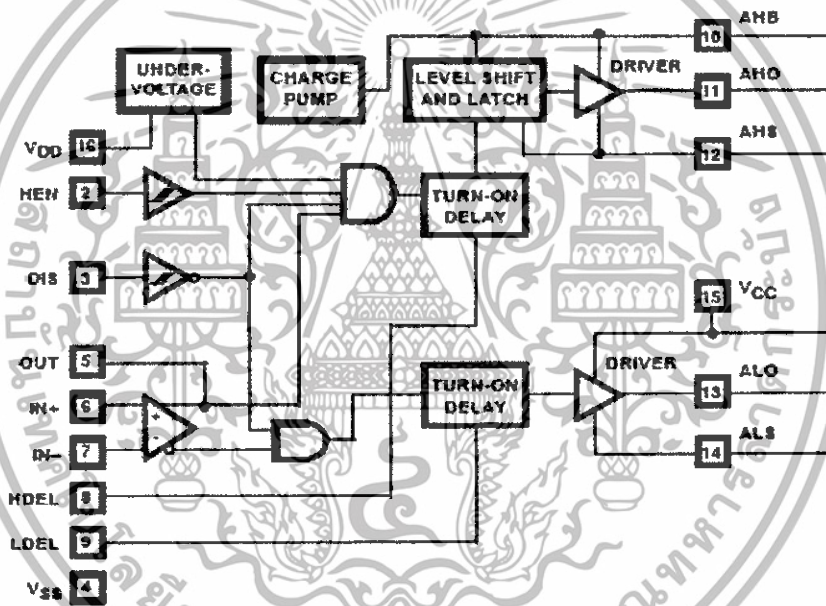 UNDER-
VOLTAGE
CHARGE
PUMP
LEVEL SHIFT
AND LATCH
DRIVER
10
AHB
11
AHO
12
AHS
VDD
16
HEN
2
DIS
3
TURN-ON
DELAY
15
VCC
OUT
5
IN+
6
IN-
7
+
-
TURN-ON
DELAY
DRIVER
13
ALO
14
ALS
HDEL
8
LDEL
9
VSS
4